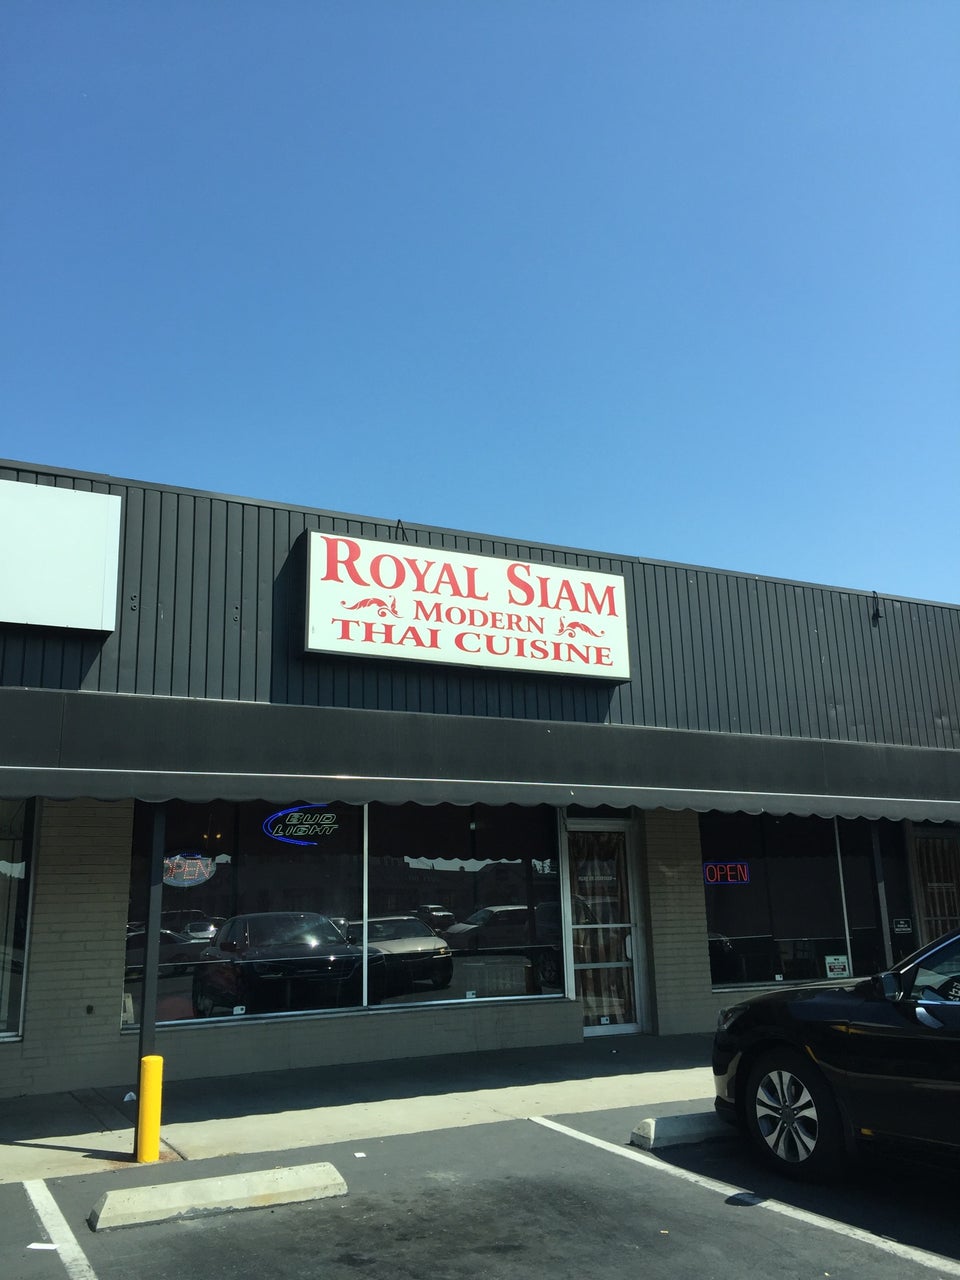 ROYAL SIAM
MODERN
THAI CUISINE
BUD
LIGHT
OPEN
OPEN